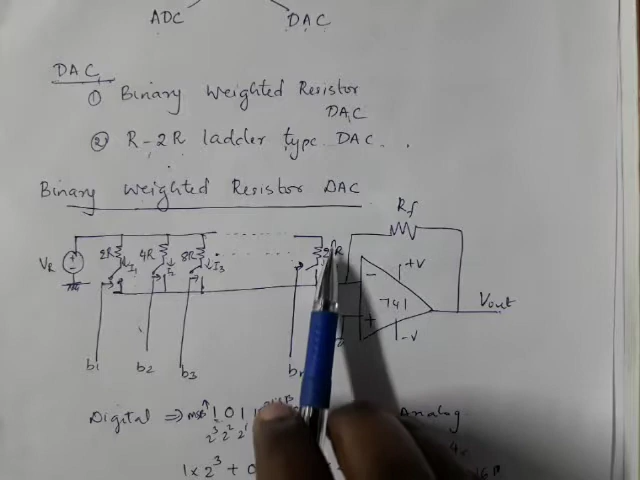 ADC DAC
DAC
① Binary Weighted Resistor DAC
② R-2R ladder type DAC.
Binary Weighted Resistor DAC
Rf
VR 2R I1 4R 8R I3 +V
- 741 Vout
+ -V
b1 b2 b3
Digital ⇒ MSB 1 0 1 Analog
2³ 2² 2¹
1 x 2³ + 0